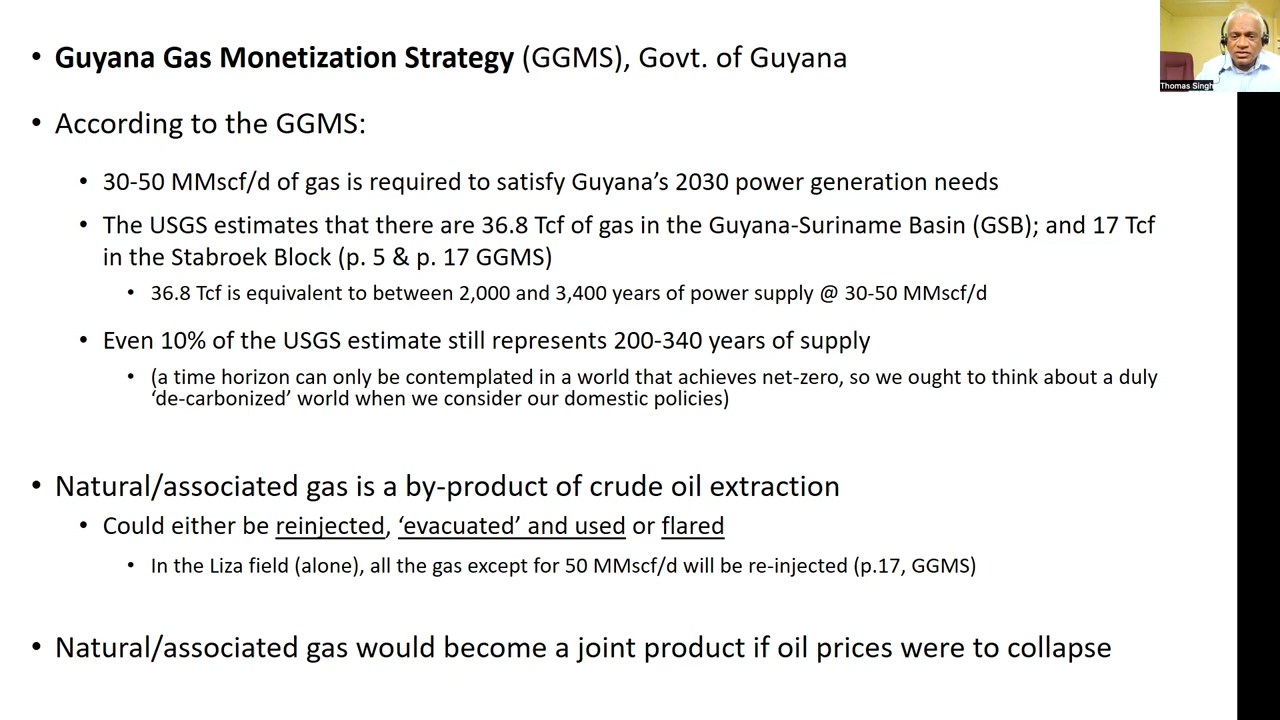 • Guyana Gas Monetization Strategy (GGMS), Govt. of Guyana
Thomas Singh
• According to the GGMS:
• 30-50 MMscf/d of gas is required to satisfy Guyana’s 2030 power generation needs
• The USGS estimates that there are 36.8 Tcf of gas in the Guyana-Suriname Basin (GSB); and 17 Tcf
in the Stabroek Block (p. 5 & p. 17 GGMS)
• 36.8 Tcf is equivalent to between 2,000 and 3,400 years of power supply @ 30-50 MMscf/d
• Even 10% of the USGS estimate still represents 200-340 years of supply
• (a time horizon can only be contemplated in a world that achieves net-zero, so we ought to think about a duly
‘de-carbonized’ world when we consider our domestic policies)
• Natural/associated gas is a by-product of crude oil extraction
• Could either be reinjected, ‘evacuated’ and used or flared
• In the Liza field (alone), all the gas except for 50 MMscf/d will be re-injected (p.17, GGMS)
• Natural/associated gas would become a joint product if oil prices were to collapse